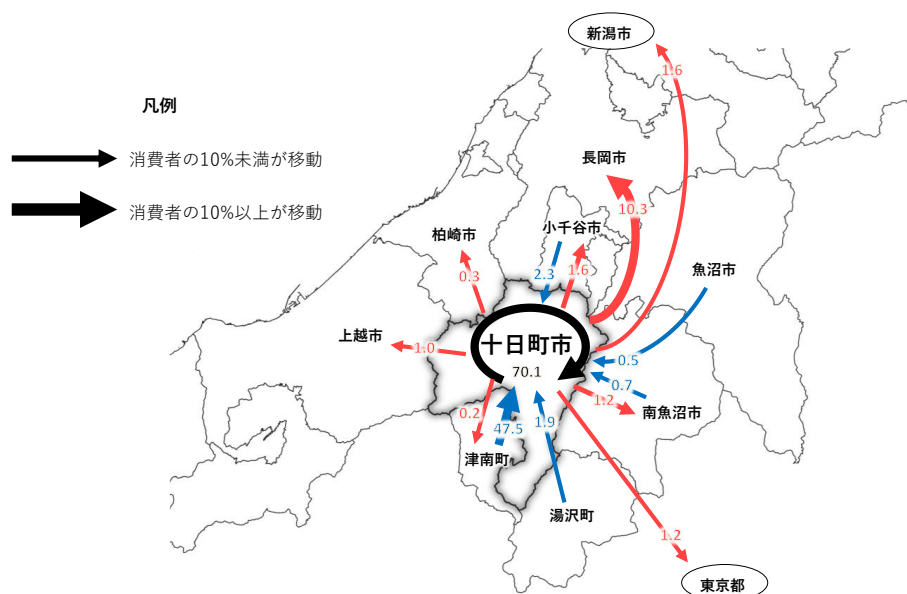 新潟市
1.6
凡例
消費者の10%未満が移動
長岡市
消費者の10%以上が移動
10.3
小千谷市
柏崎市
魚沼市
0.3
2.3
1.6
上越市
1.0
十日町市
70.1
0.5
0.7
1.2
南魚沼市
0.2
47.5
1.9
津南町
湯沢町
1.2
東京都